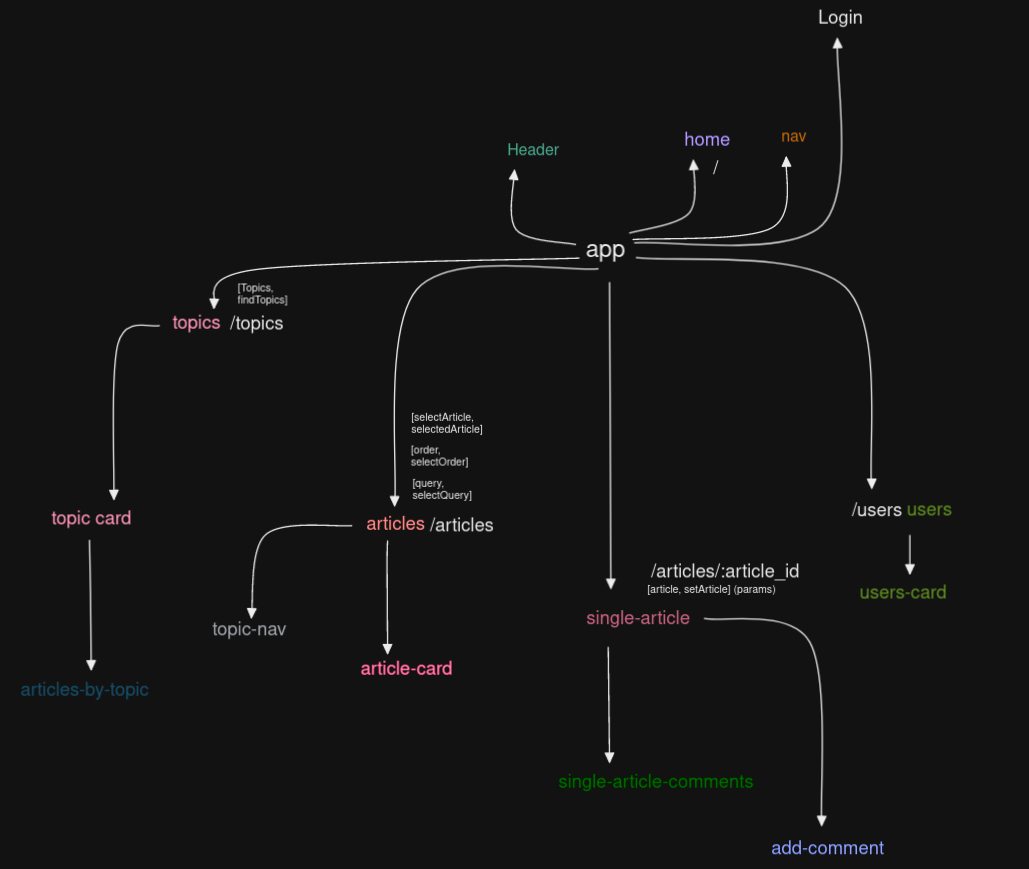 Login
Header
home
nav
/
app
[Topics,
findTopics]
topics /topics
[selectArticle,
selectedArticle]
[order,
selectOrder]
[query,
selectQuery]
topic card
articles /articles
/users users
/articles/:article_id
[article, setArticle] (params)
users-card
single-article
topic-nav
article-card
articles-by-topic
single-article-comments
add-comment